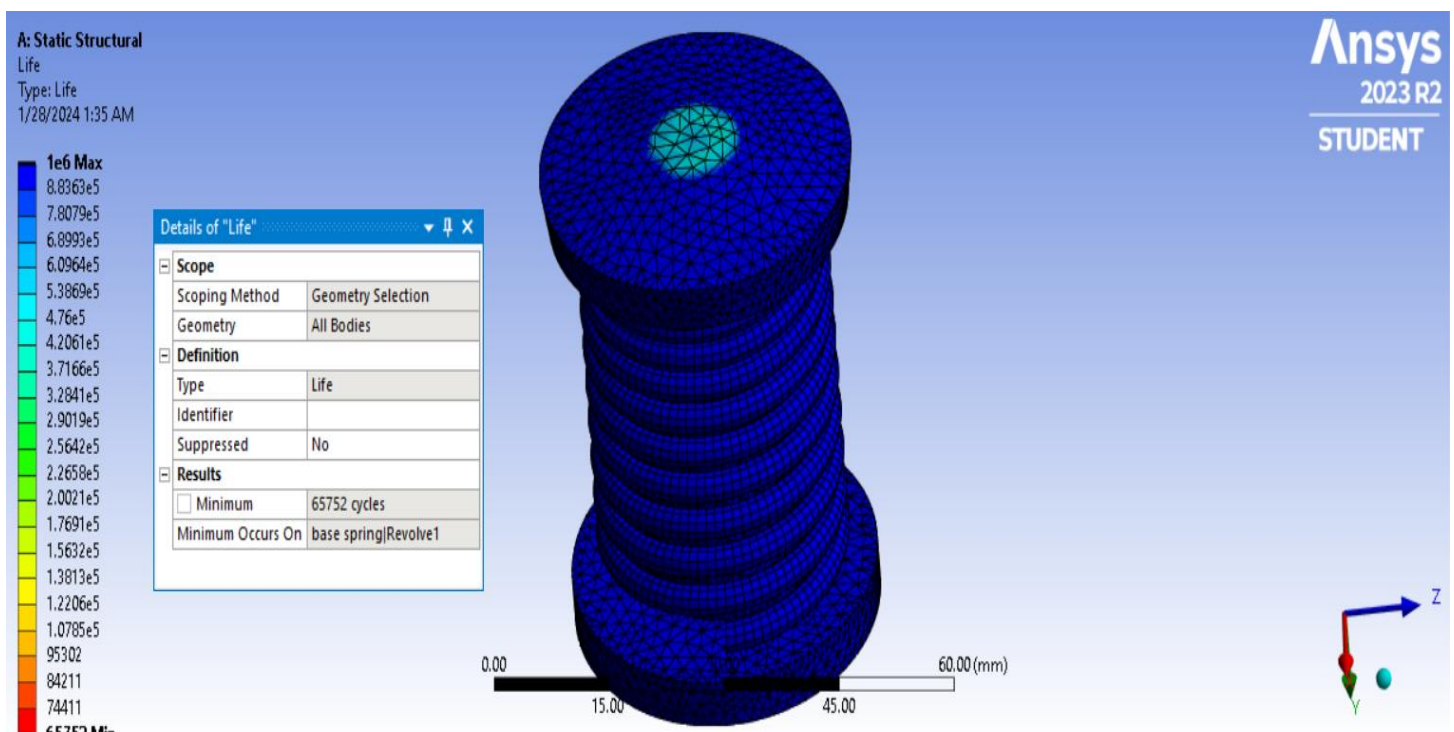 A: Static Structural
Life
Type: Life
1/28/2024 1:35 AM
1e6 Max
8.8363e5
7.8079e5
6.8993e5
6.0964e5
5.3869e5
4.76e5
4.2061e5
3.7166e5
3.2841e5
2.9019e5
2.5642e5
2.2658e5
2.0021e5
1.7691e5
1.5632e5
1.3813e5
1.2206e5
1.0785e5
95302
84211
74411
65752 Min
Details of "Life"
Scope
Scoping Method Geometry Selection
Geometry All Bodies
Definition
Type Life
Identifier
Suppressed No
Results
Minimum 65752 cycles
Minimum Occurs On base spring|Revolve1
Ansys
2023 R2
STUDENT
0.00 60.00 (mm)
15.00 45.00
Z
Y